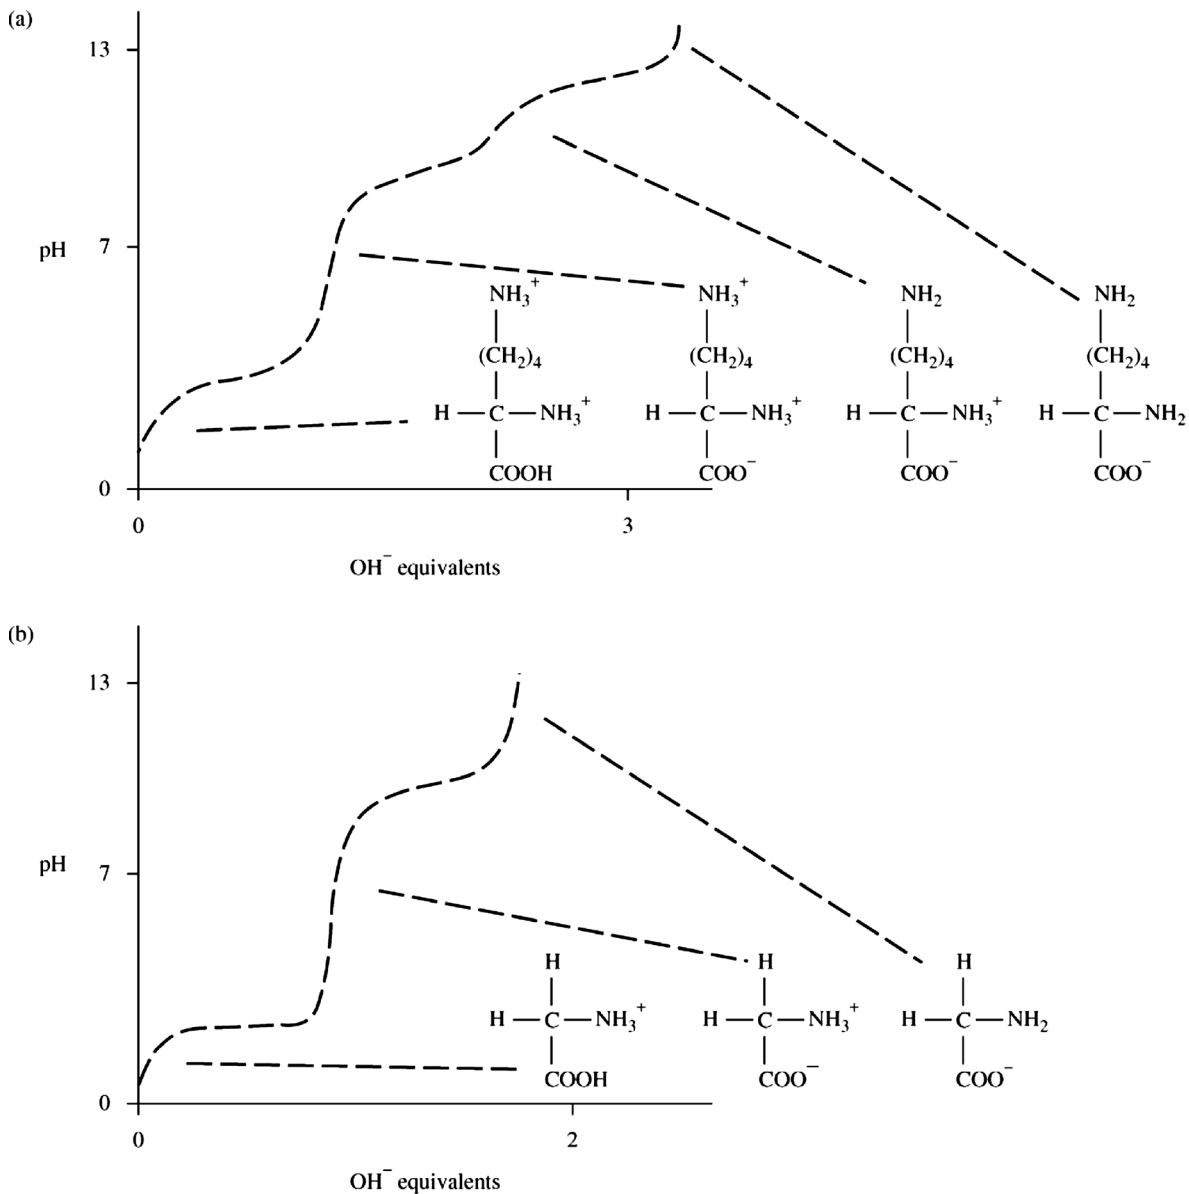 (a)
13
pH
7
NH3+ NH3+ NH2 NH2
(CH2)4 (CH2)4 (CH2)4 (CH2)4
H C NH3+ H C NH3+ H C NH3+ H C NH2
COOH COO− COO− COO−
0
0 3
OH− equivalents
(b)
13
pH
7
H H H
H C NH3+ H C NH3+ H C NH2
COOH COO− COO−
0
0 2
OH− equivalents